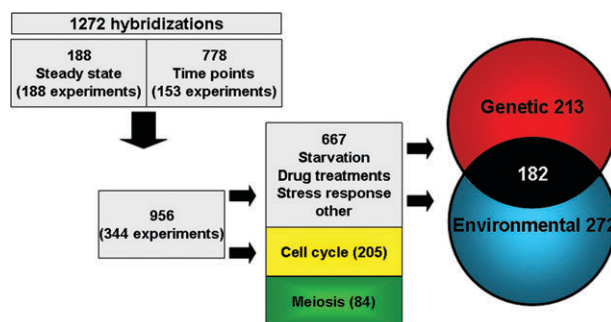 1272 hybridizations
188
Steady state
(188 experiments)
778
Time points
(153 experiments)
956
(344 experiments)
667
Starvation
Drug treatments
Stress response
other
Cell cycle (205)
Meiosis (84)
Genetic 213
182
Environmental 272